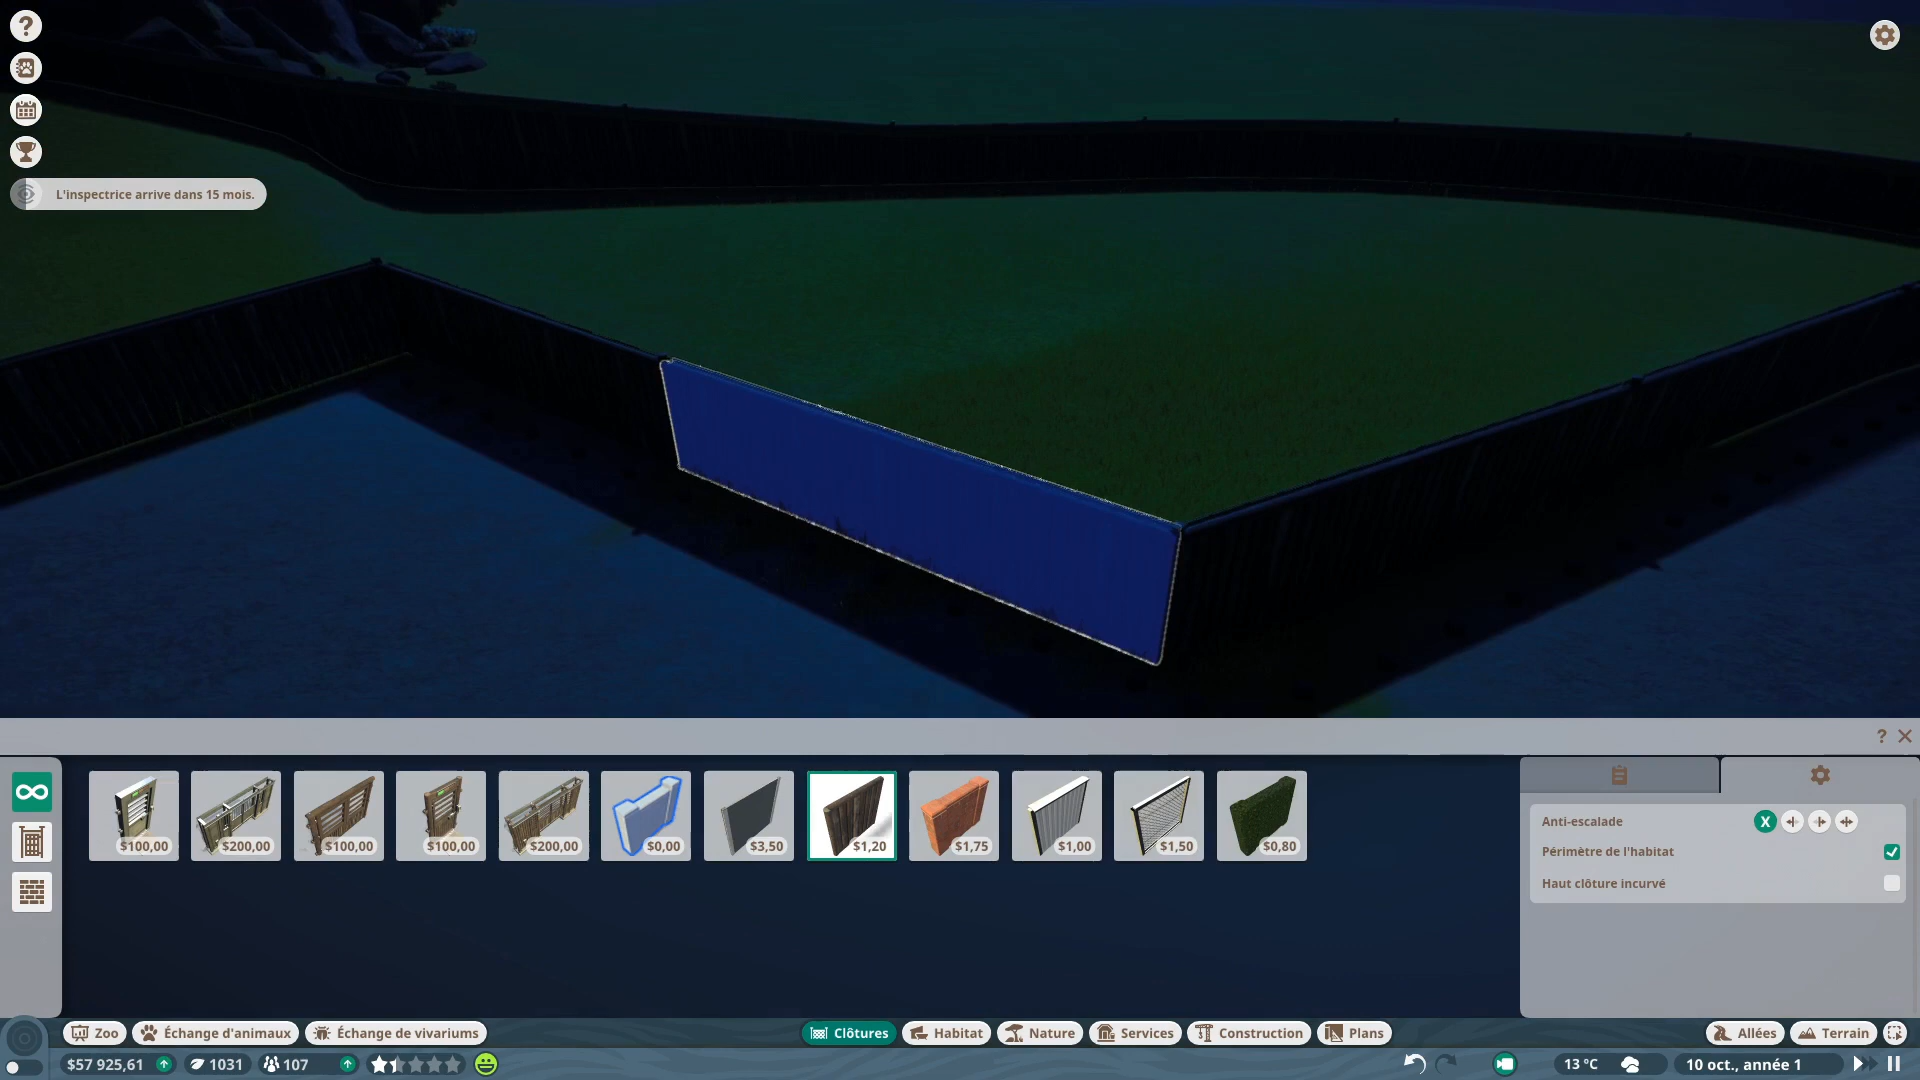 ?
L'inspectrice arrive dans 15 mois.
?
$100,00
$200,00
$100,00
$100,00
$200,00
$0,00
$3,50
$1,20
$1,75
$1,00
$1,50
$0,80
Anti-escalade
X
Périmètre de l'habitat
Haut clôture incurvé
Zoo
Échange d'animaux
Échange de vivariums
Clôtures
Habitat
Nature
Services
Construction
Plans
Allées
Terrain
$57 925,61
1031
107
13 °C
10 oct., année 1